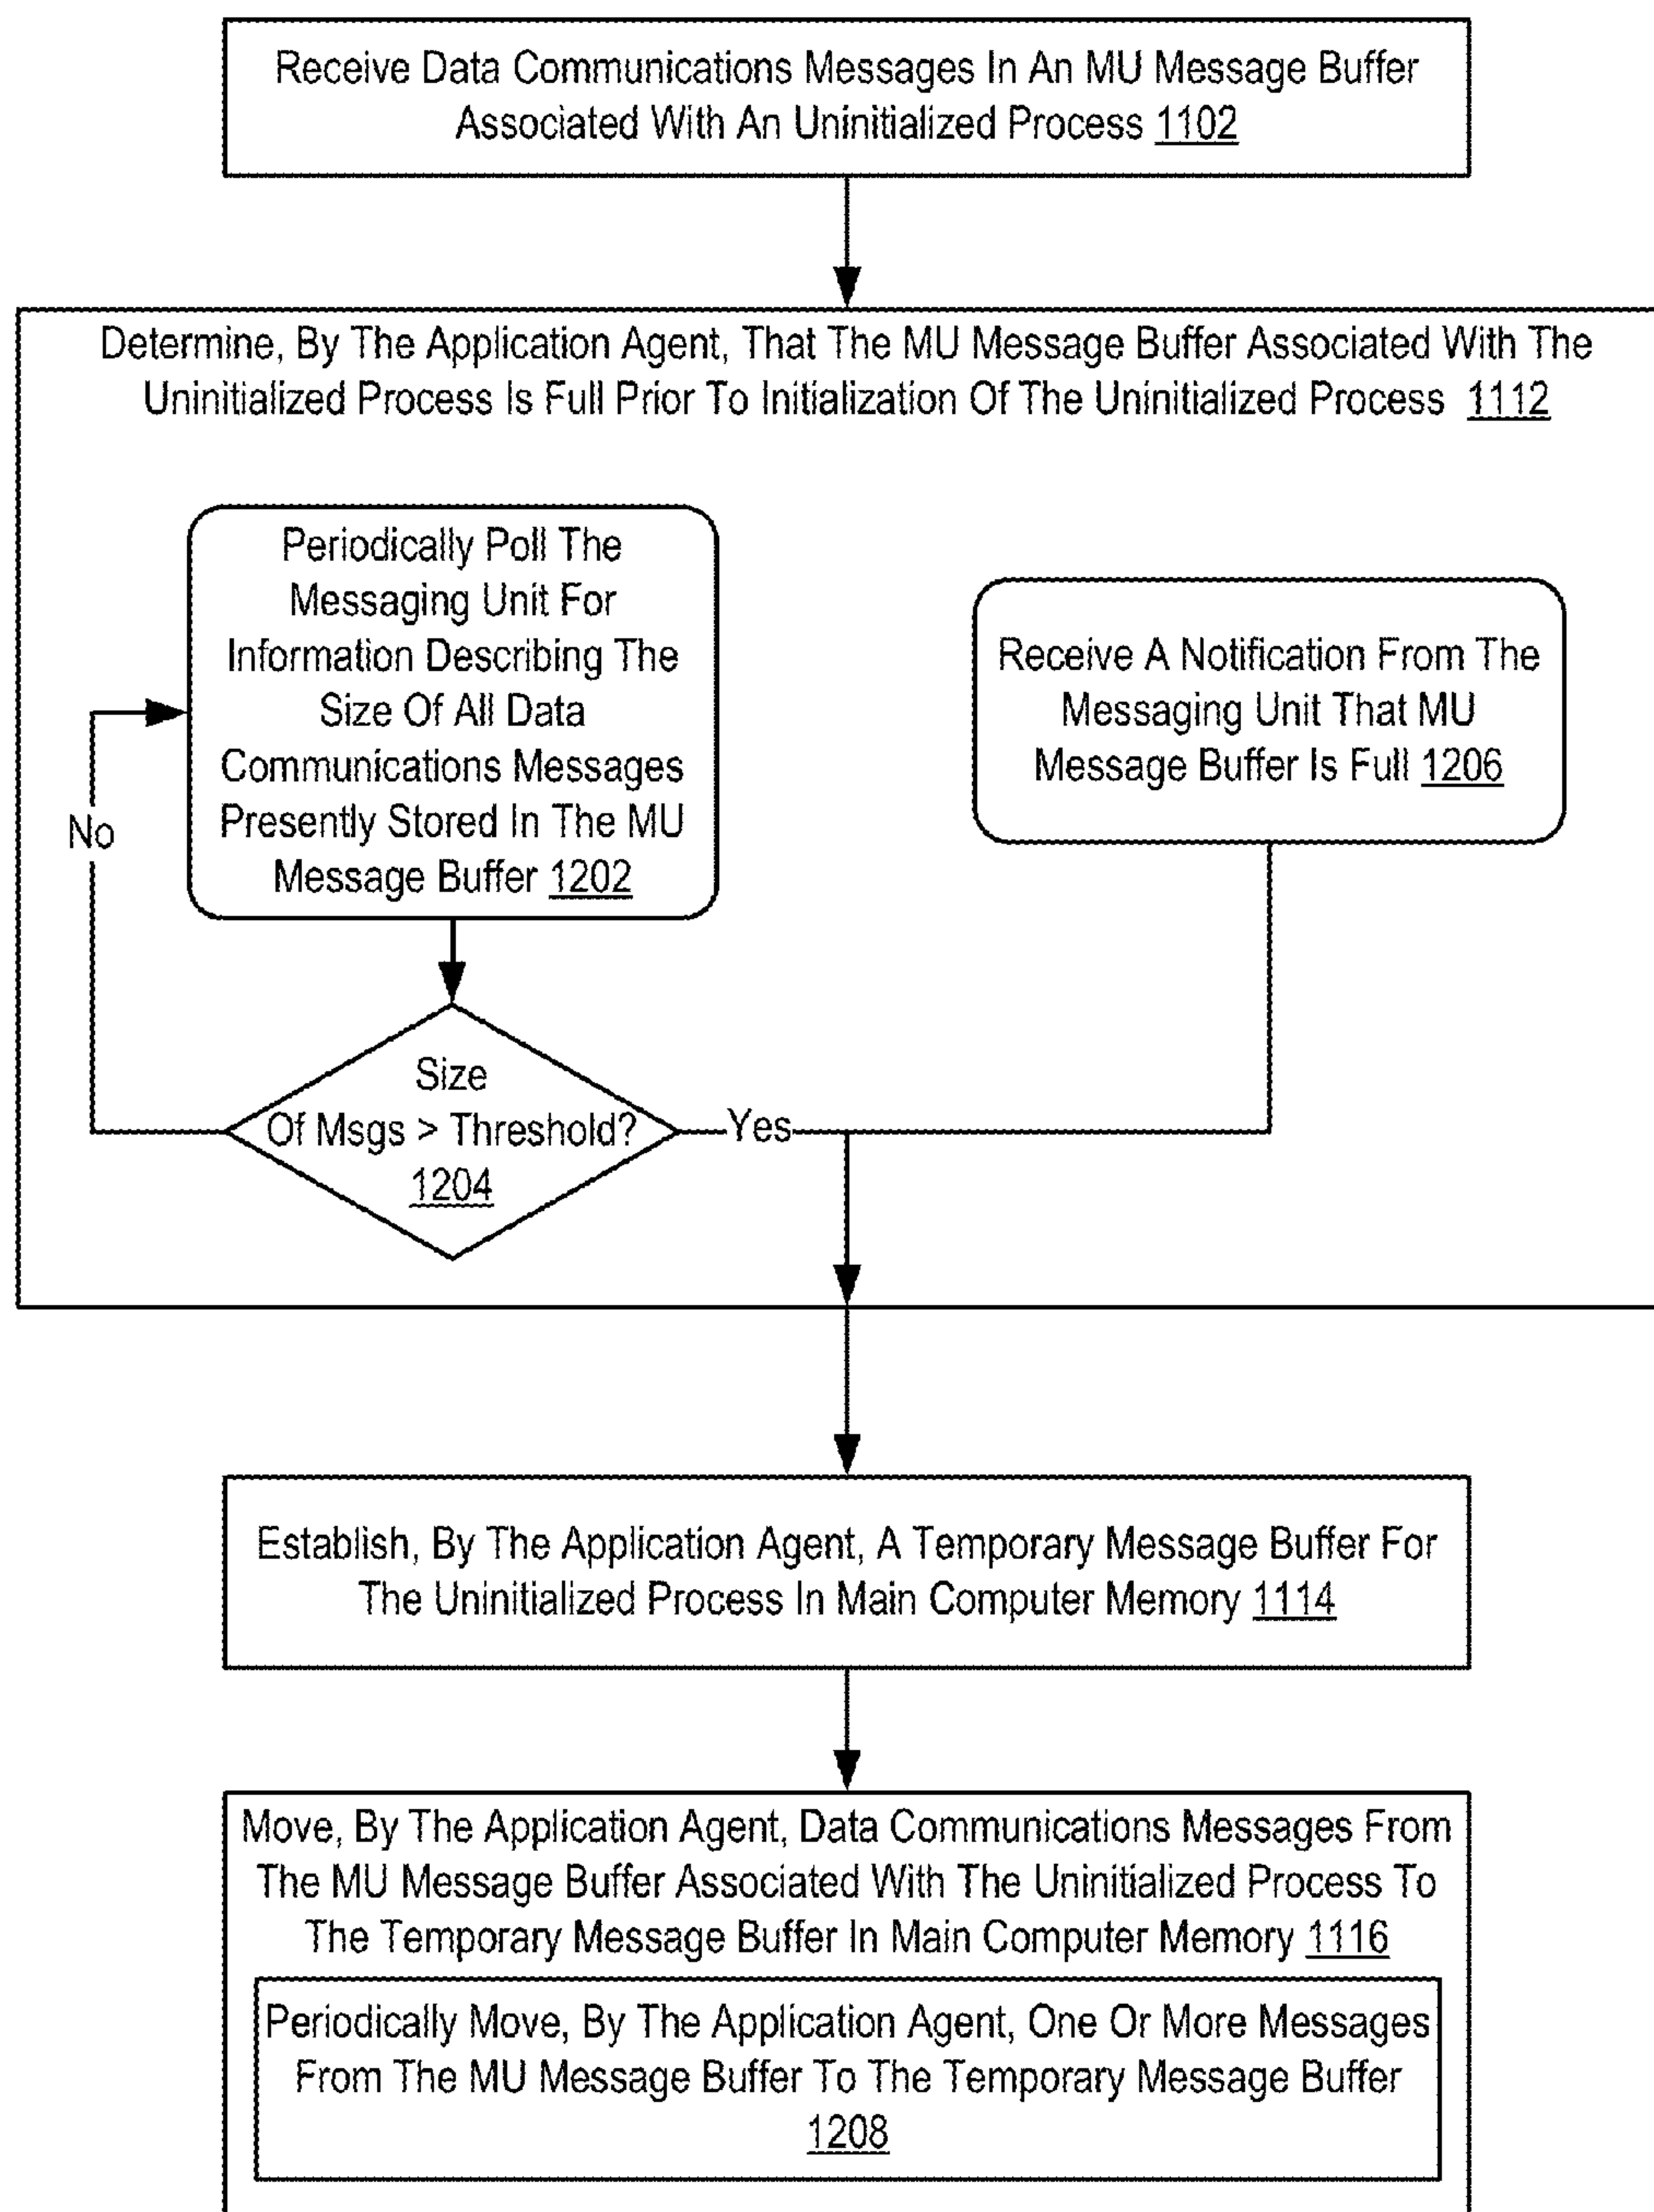 Receive Data Communications Messages In An MU Message Buffer
Associated With An Uninitialized Process 1102
Determine, By The Application Agent, That The MU Message Buffer Associated With The
Uninitialized Process Is Full Prior To Initialization Of The Uninitialized Process 1112
Periodically Poll The
Messaging Unit For
Information Describing The
Size Of All Data
Communications Messages
Presently Stored In The MU
Message Buffer 1202
Receive A Notification From The
Messaging Unit That MU
Message Buffer Is Full 1206
No
Size
Of Msgs > Threshold?
1204
Yes
Establish, By The Application Agent, A Temporary Message Buffer For
The Uninitialized Process In Main Computer Memory 1114
Move, By The Application Agent, Data Communications Messages From
The MU Message Buffer Associated With The Uninitialized Process To
The Temporary Message Buffer In Main Computer Memory 1116
Periodically Move, By The Application Agent, One Or More Messages
From The MU Message Buffer To The Temporary Message Buffer
1208